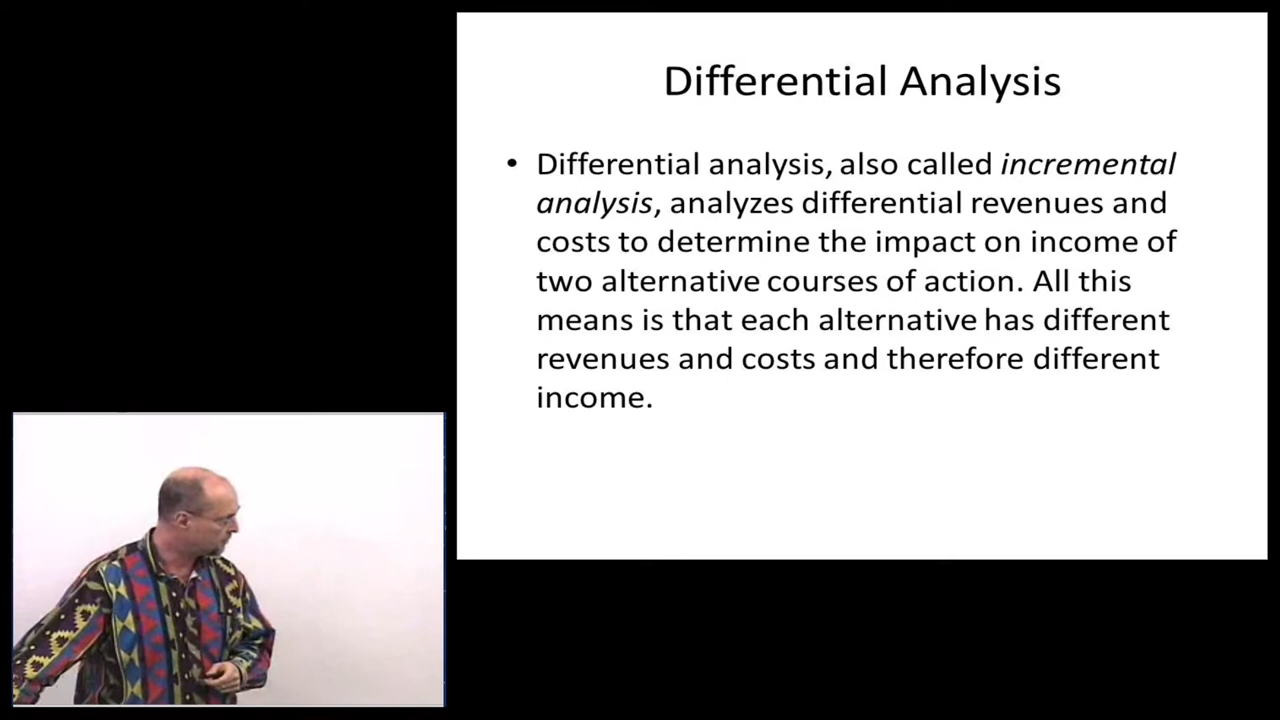 Differential Analysis
• Differential analysis, also called incremental
analysis, analyzes differential revenues and
costs to determine the impact on income of
two alternative courses of action. All this
means is that each alternative has different
revenues and costs and therefore different
income.